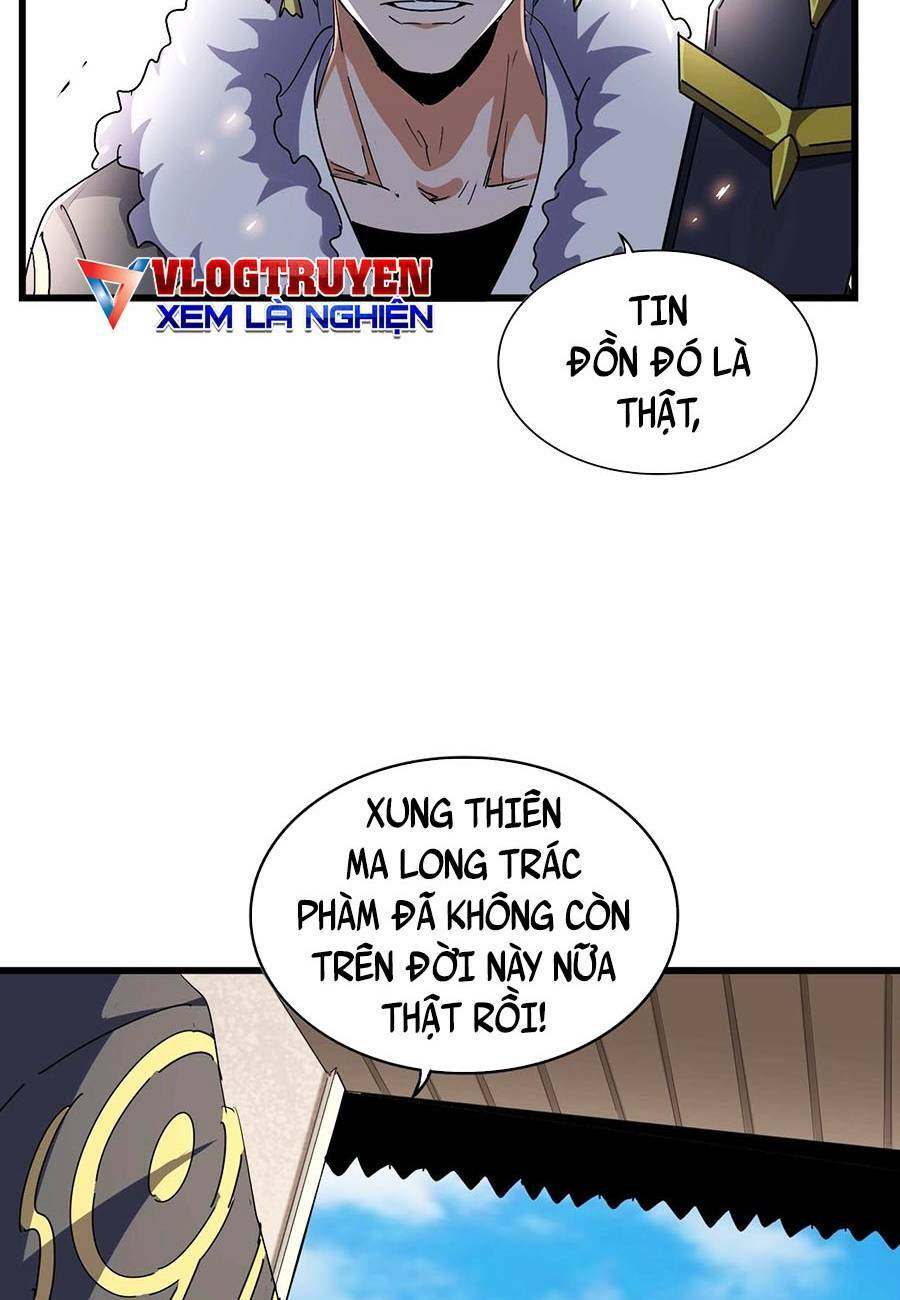 VLOGTRUYEN
XEM LÀ NGHIỆN
TIN
ĐỒN ĐÓ LÀ
THẬT,
XUNG THIÊN
MA LONG TRÁC
PHÀM ĐÃ KHÔNG CÒN
TRÊN ĐỜI NÀY NỮA
THẬT RỒI!